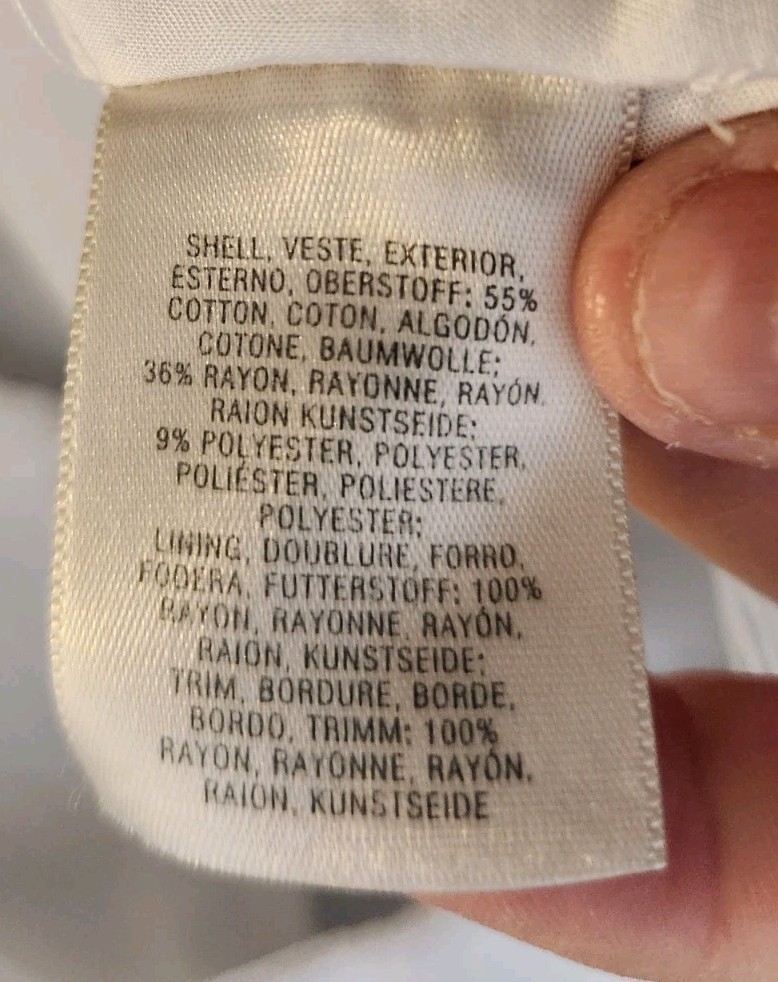 SHELL, VESTE, EXTERIOR,
ESTERNO, OBERSTOFF: 55%
COTTON, COTON, ALGODÓN,
COTONE, BAUMWOLLE;
36% RAYON, RAYONNE, RAYÓN,
RAION KUNSTSEIDE;
9% POLYESTER, POLYESTER,
POLIÉSTER, POLIESTERE,
POLYESTER;
LINING, DOUBLURE, FORRO,
FODERA, FUTTERSTOFF: 100%
RAYON, RAYONNE, RAYÓN,
RAION, KUNSTSEIDE;
TRIM, BORDURE, BORDE,
BORDO, TRIMM: 100%
RAYON, RAYONNE, RAYÓN,
RAION, KUNSTSEIDE